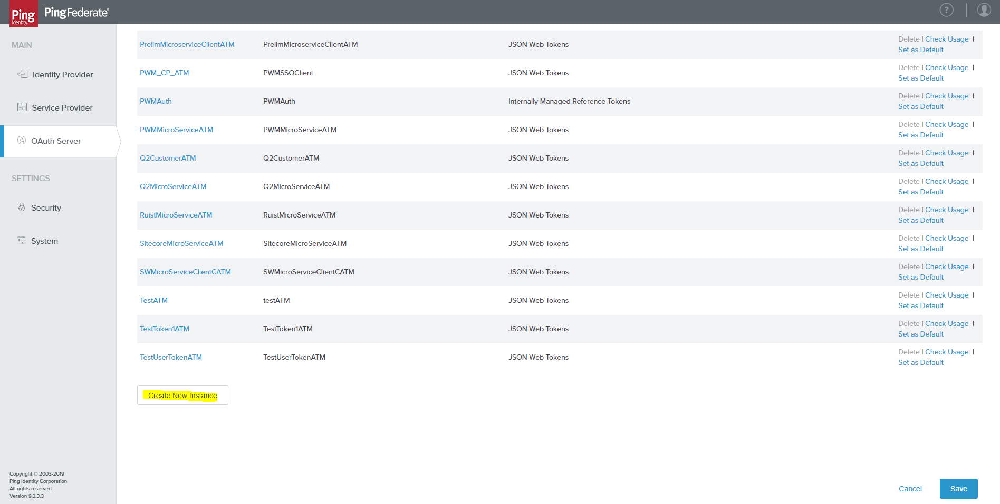 Ping
Identity.
PingFederate®
?
MAIN
Identity Provider
Service Provider
OAuth Server
SETTINGS
Security
System
PrelimMicroserviceClientATM PrelimMicroserviceClientATM JSON Web Tokens Delete | Check Usage |
Set as Default
PWM_CP_ATM PWMSSOClient JSON Web Tokens Delete | Check Usage |
Set as Default
PWMAuth PWMAuth Internally Managed Reference Tokens Delete | Check Usage |
Set as Default
PWMMicroServiceATM PWMMicroServiceATM JSON Web Tokens Delete | Check Usage |
Set as Default
Q2CustomerATM Q2CustomerATM JSON Web Tokens Delete | Check Usage |
Set as Default
Q2MicroServiceATM Q2MicroServiceATM JSON Web Tokens Delete | Check Usage |
Set as Default
RuistMicroServiceATM RuistMicroServiceATM JSON Web Tokens Delete | Check Usage |
Set as Default
SitecoreMicroServiceATM SitecoreMicroServiceATM JSON Web Tokens Delete | Check Usage |
Set as Default
SWMicroServiceClientCATM SWMicroServiceClientCATM JSON Web Tokens Delete | Check Usage |
Set as Default
TestATM testATM JSON Web Tokens Delete | Check Usage |
Set as Default
TestToken1ATM TestToken1ATM JSON Web Tokens Delete | Check Usage |
Set as Default
TestUserTokenATM TestUserTokenATM JSON Web Tokens Delete | Check Usage |
Set as Default
Create New Instance
Copyright © 2003-2019
Ping Identity Corporation
All rights reserved
Version 9.3.3.3
Cancel Save